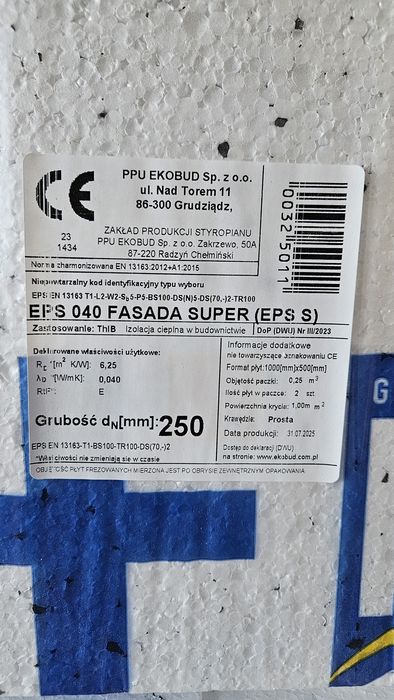 CE
PPU EKOBUD Sp. z o.o.
ul. Nad Torem 11
86-300 Grudziądz,
23
1434
ZAKŁAD PRODUKCJI STYROPIANU
PPU EKOBUD Sp. z o.o. Zakrzewo, 50A
87-220 Radzyń Chełmiński
003215011
Norma zharmonizowana EN 13163:2012+A1:2015
Niepowtarzalny kod identyfikacyjny typu wyboru
EPS EN 13163 T1-L2-W2-Sb5-P5-BS100-DS(N)5-DS(70,-)2-TR100
EPS 040 FASADA SUPER (EPS S)
Zastosowanie: ThIB Izolacja cieplna w budownictwie DoP (DWU) Nr III/2023
Deklarowane właściwości użytkowe:
[m² K/W]: 6,25
λD [W/mK]: 0,040
RtF: E
Grubość dN[mm]: 250
EPS EN 13163-T1-BS100-TR100-DS(70,-)2
*Właściwości nie zmieniają się w czasie
Informacje dodatkowe
nie towarzyszące oznakowaniu CE
Format płyt: 1000[mm]x500[mm]
Objętość paczki: 0,25 m³
Ilość płyt w paczce: 2 szt
Powierzchnia krycia: 1,00m²
Krawędzie: Prosta
Data produkcji: 31.07.2025
Dostęp do deklaracji (DWU)
na stronie: www.ekobud.com.pl
OBJĘTOŚĆ PŁYT FREZOWANYCH MIERZONA JEST PO OBRYSIE ZEWNĘTRZNYM OPAKOWANIA
G